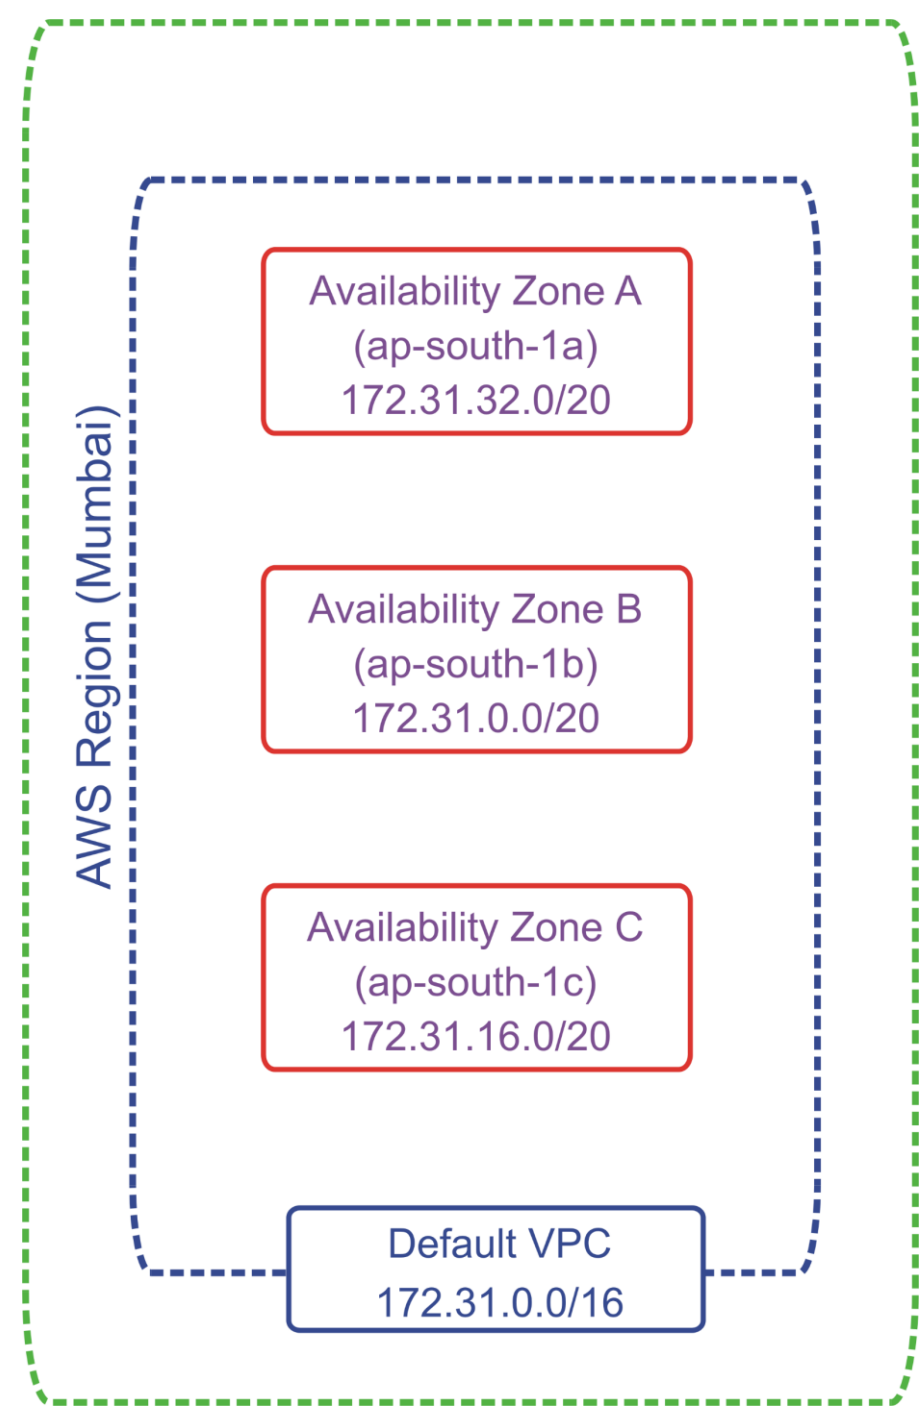 AWS Region (Mumbai)
Availability Zone A
(ap-south-1a)
172.31.32.0/20
Availability Zone B
(ap-south-1b)
172.31.0.0/20
Availability Zone C
(ap-south-1c)
172.31.16.0/20
Default VPC
172.31.0.0/16